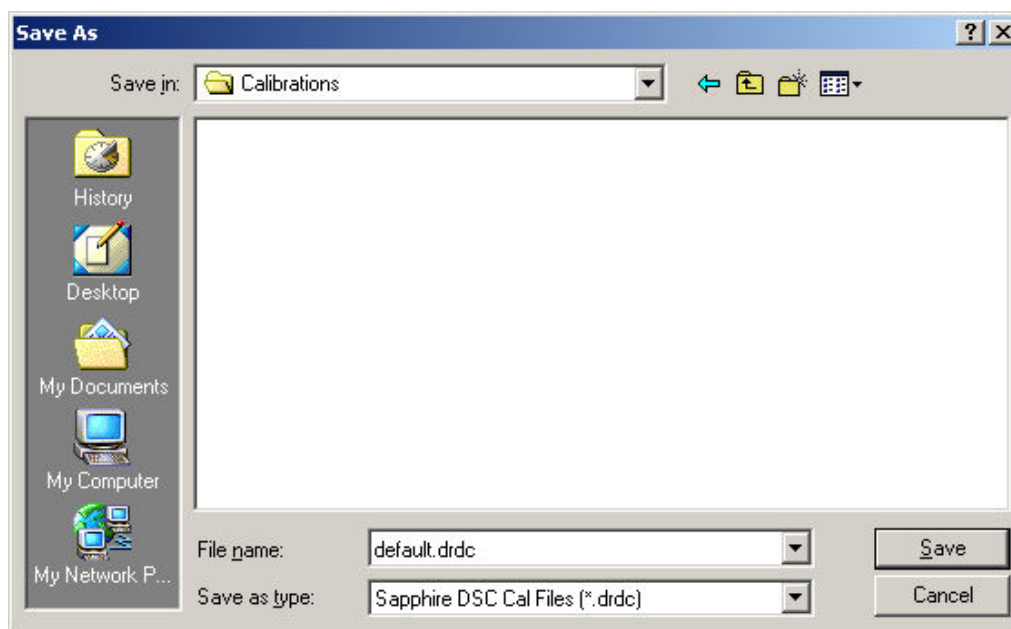 Save As
Save in: Calibrations
History
Desktop
My Documents
My Computer
My Network P...
File name: default.drdc
Save as type: Sapphire DSC Cal Files (*.drdc)
Save
Cancel